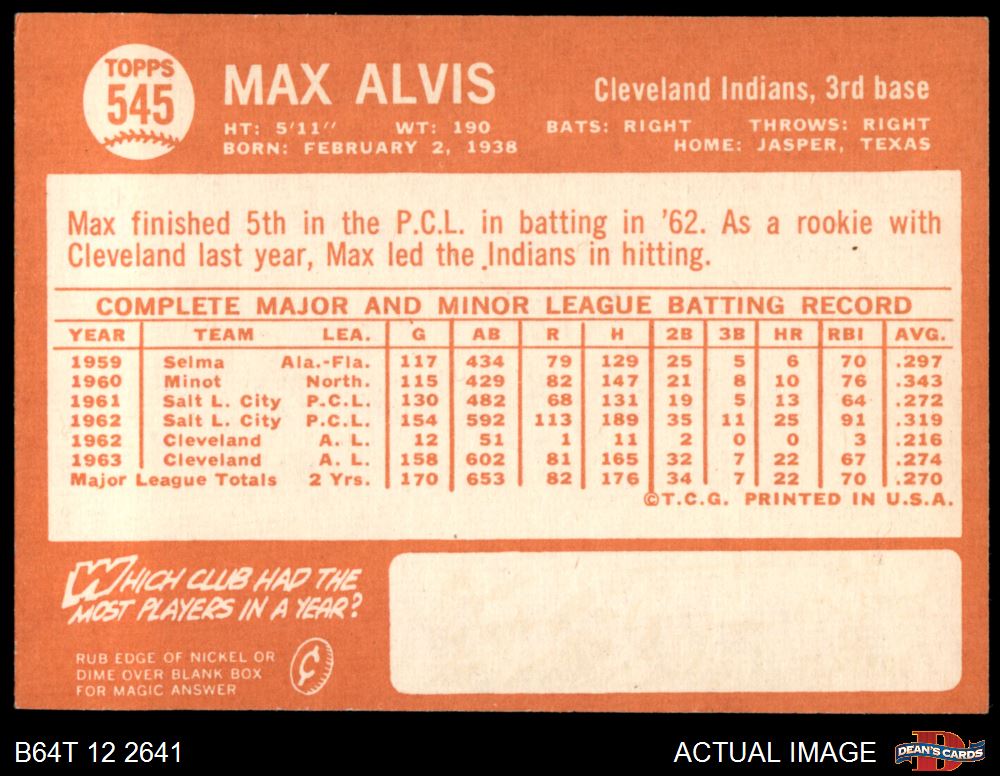 TOPPS
545
MAX ALVIS
Cleveland Indians, 3rd base
HT: 5'11" WT: 190 BATS: RIGHT THROWS: RIGHT
BORN: FEBRUARY 2, 1938 HOME: JASPER, TEXAS
Max finished 5th in the P.C.L. in batting in '62. As a rookie with
Cleveland last year, Max led the Indians in hitting.
COMPLETE MAJOR AND MINOR LEAGUE BATTING RECORD
YEAR TEAM LEA. G AB R H 2B 3B HR RBI AVG.
1959 Selma Ala.-Fla. 117 434 79 129 25 5 6 70 .297
1960 Minot North. 115 429 82 147 21 8 10 76 .343
1961 Salt L. City P.C.L. 130 482 68 131 19 5 13 64 .272
1962 Salt L. City P.C.L. 154 592 113 189 35 11 25 91 .319
1962 Cleveland A. L. 12 51 1 11 2 0 0 3 .216
1963 Cleveland A. L. 158 602 81 165 32 7 22 67 .274
Major League Totals 2 Yrs. 170 653 82 176 34 7 22 70 .270
©T.C.G. PRINTED IN U.S.A.
WHICH CLUB HAD THE
MOST PLAYERS IN A YEAR?
RUB EDGE OF NICKEL OR
DIME OVER BLANK BOX
FOR MAGIC ANSWER
¢
B64T 12 2641
ACTUAL IMAGE
D
DEAN'S CARDS